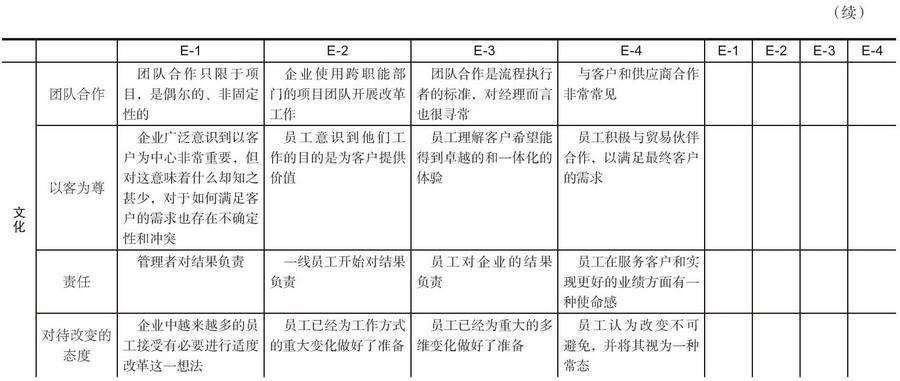 （续）
E-1 E-2 E-3 E-4 E-1 E-2 E-3 E-4
文化
团队合作
团队合作只限于项
目，是偶尔的、非固定
性的
企业使用跨职能部
门的项目团队开展改革
工作
团队合作是流程执行
者的标准，对经理而言
也很寻常
与客户和供应商合作
非常常见
以客为尊
企业广泛意识到以客
户为中心非常重要，但
对这意味着什么却知之
甚少，对于如何满足客
户的需求也存在不确定
性和冲突
员工意识到他们工
作的目的是为客户提供
价值
员工理解客户希望能
得到卓越的和一体化的
体验
员工积极与贸易伙伴
合作，以满足最终客户
的需求
责任
管理者对结果负责
一线员工开始对结果
负责
员工对企业的结果
负责
员工在服务客户和实
现更好的业绩方面有一
种使命感
对待改变的
态度
企业中越来越多的员
工接受有必要进行适度
改革这一想法
员工已经为工作方式
的重大变化做好了准备
员工已经为重大的多
维变化做好了准备
员工认为改变不可
避免，并将其视为一种
常态